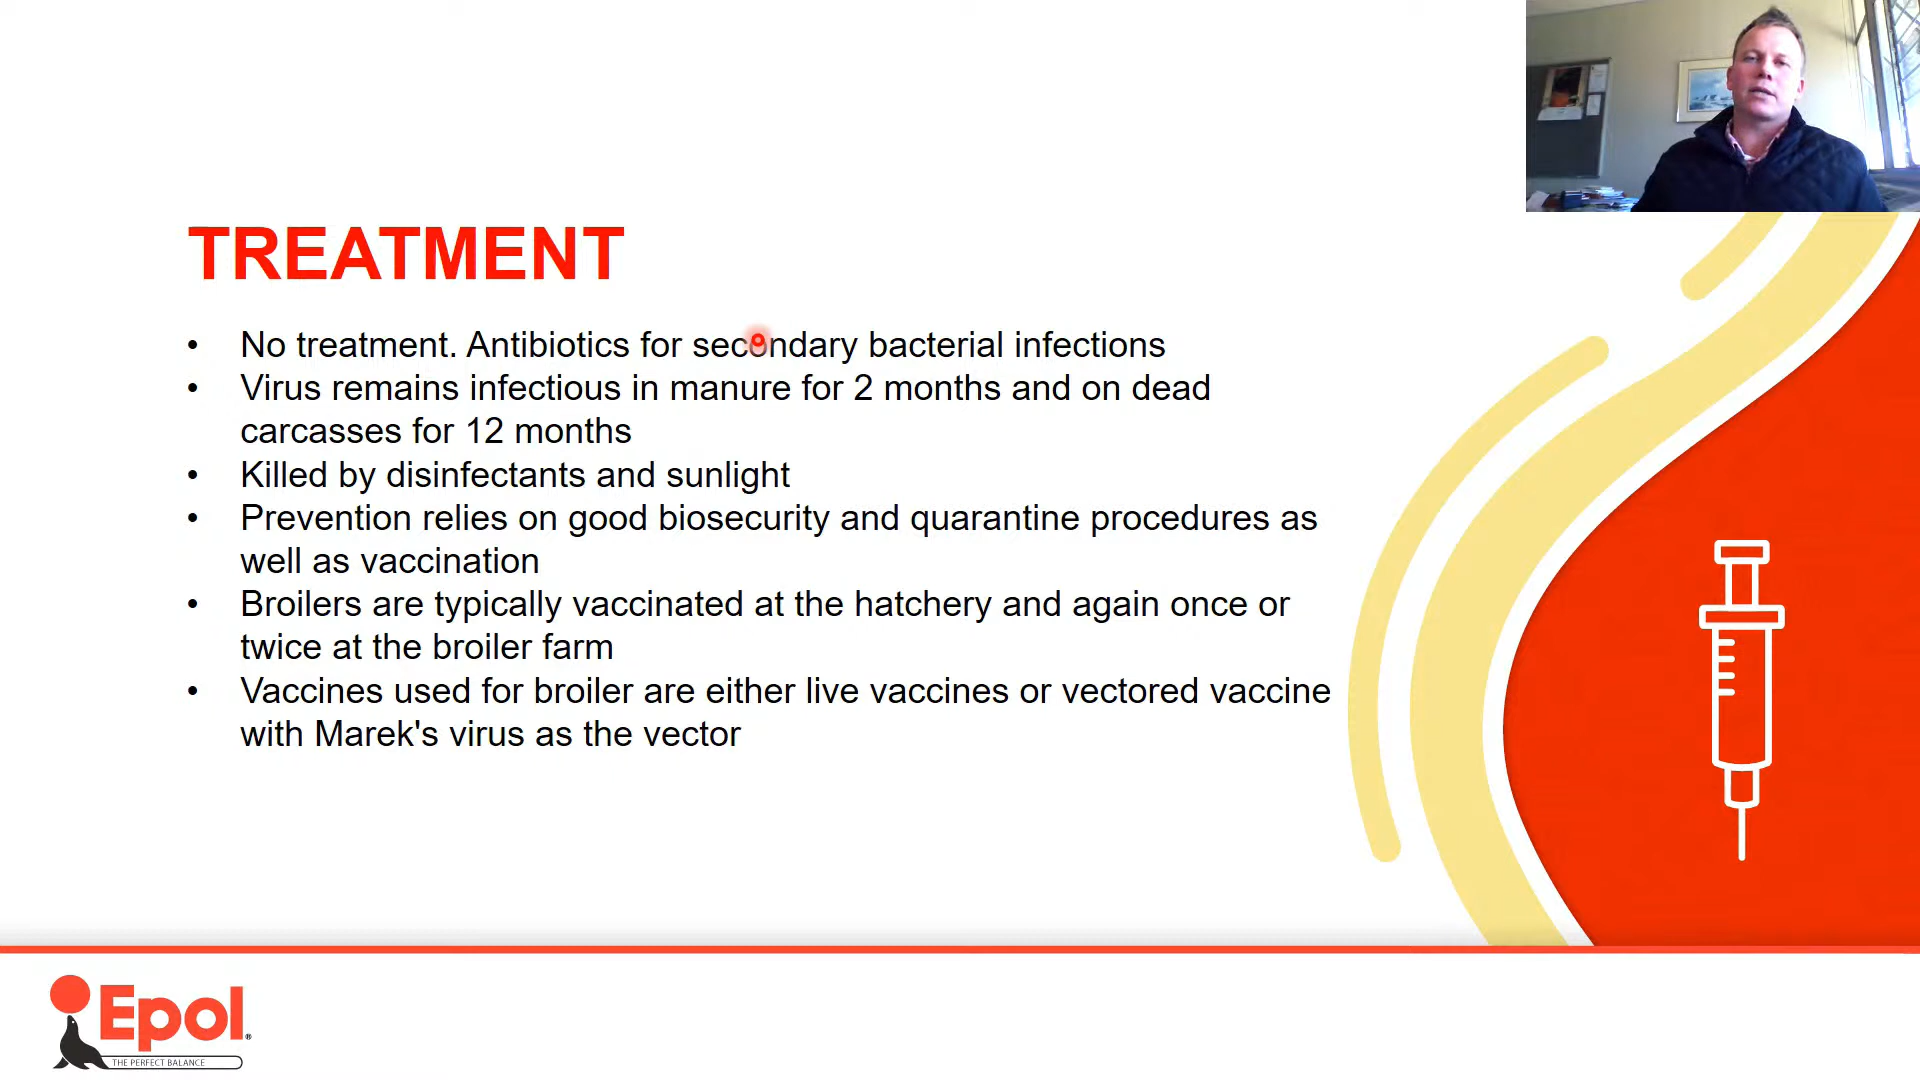 TREATMENT
• No treatment. Antibiotics for secondary bacterial infections
• Virus remains infectious in manure for 2 months and on dead
carcasses for 12 months
• Killed by disinfectants and sunlight
• Prevention relies on good biosecurity and quarantine procedures as
well as vaccination
• Broilers are typically vaccinated at the hatchery and again once or
twice at the broiler farm
• Vaccines used for broiler are either live vaccines or vectored vaccine
with Marek's virus as the vector
Epol®
THE PERFECT BALANCE